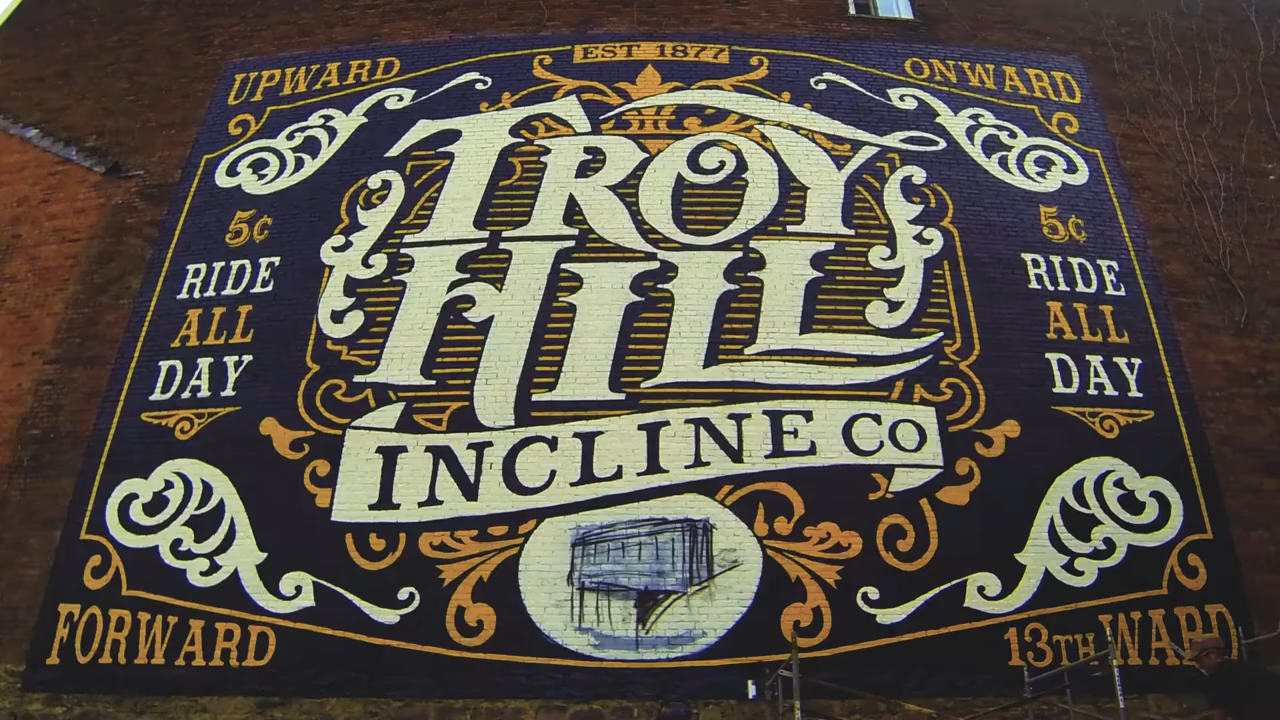 EST 1877
UPWARD
ONWARD
TROY
HILL
INCLINE CO
5¢
RIDE
ALL
DAY
5¢
RIDE
ALL
DAY
FORWARD
13TH WARD